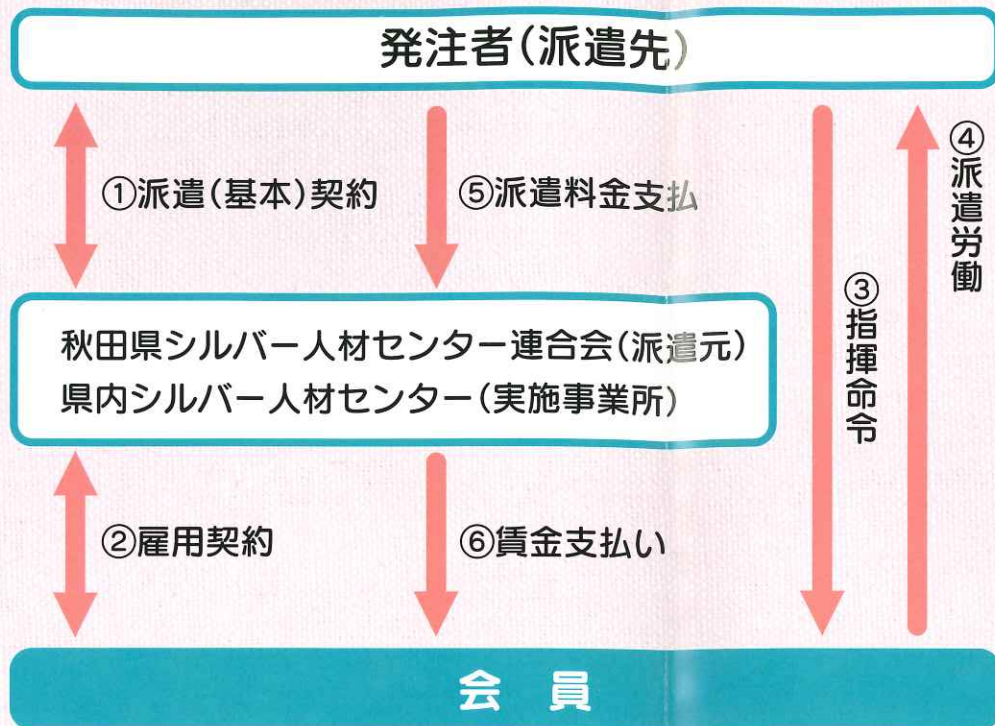 発注者(派遣先)
①派遣(基本)契約
⑤派遣料金支払
③指揮命令
④派遣労働
秋田県シルバー人材センター連合会(派遣元)
県内シルバー人材センター(実施事業所)
②雇用契約
⑥賃金支払い
会員